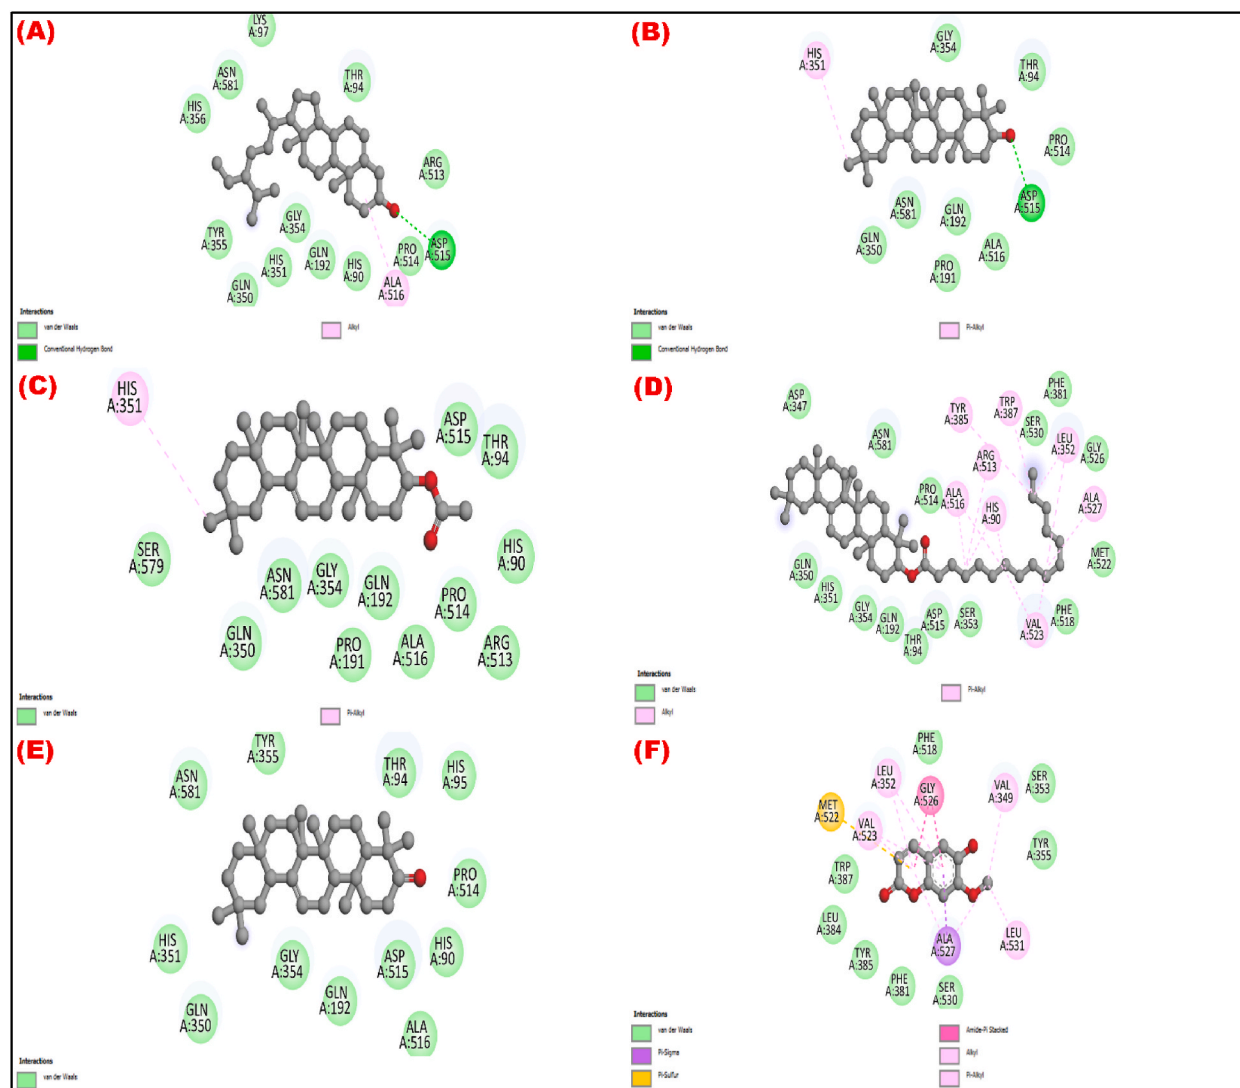 (A)
LYS
A:97
ASN
A:581
THR
A:94
HIS
A:356
ARG
A:513
TYR
A:355
GLY
A:354
HIS
A:351
GLN
A:192
HIS
A:90
PRO
A:514
ASP
A:515
GLN
A:350
ALA
A:516
Interactions
van der Waals
Conventional Hydrogen Bond
Alkyl
(B)
HIS
A:351
GLY
A:354
THR
A:94
PRO
A:514
ASP
A:515
ASN
A:581
GLN
A:192
GLN
A:350
ALA
A:516
PRO
A:191
Interactions
van der Waals
Conventional Hydrogen Bond
Pi-Alkyl
(C)
HIS
A:351
ASP
A:515
THR
A:94
SER
A:579
HIS
A:90
ASN
A:581
GLY
A:354
GLN
A:192
PRO
A:514
GLN
A:350
PRO
A:191
ALA
A:516
ARG
A:513
Interactions
van der Waals
Pi-Alkyl
(D)
ASP
A:347
ASN
A:581
TYR
A:385
TRP
A:387
PHE
A:381
SER
A:530
LEU
A:352
GLY
A:526
ARG
A:513
PRO
A:514
ALA
A:516
HIS
A:90
ALA
A:527
MET
A:522
GLN
A:350
HIS
A:351
GLY
A:354
GLN
A:192
THR
A:94
ASP
A:515
SER
A:353
VAL
A:523
PHE
A:518
Interactions
van der Waals
Alkyl
Pi-Alkyl
(E)
TYR
A:355
ASN
A:581
THR
A:94
HIS
A:95
PRO
A:514
HIS
A:351
GLY
A:354
ASP
A:515
HIS
A:90
GLN
A:192
GLN
A:350
ALA
A:516
Interactions
van der Waals
(F)
PHE
A:518
LEU
A:352
GLY
A:526
VAL
A:349
SER
A:353
MET
A:522
VAL
A:523
TYR
A:355
TRP
A:387
LEU
A:384
ALA
A:527
LEU
A:531
TYR
A:385
PHE
A:381
SER
A:530
Interactions
van der Waals
Pi-Sigma
Pi-Sulfur
Amide-Pi Stacked
Alkyl
Pi-Alkyl